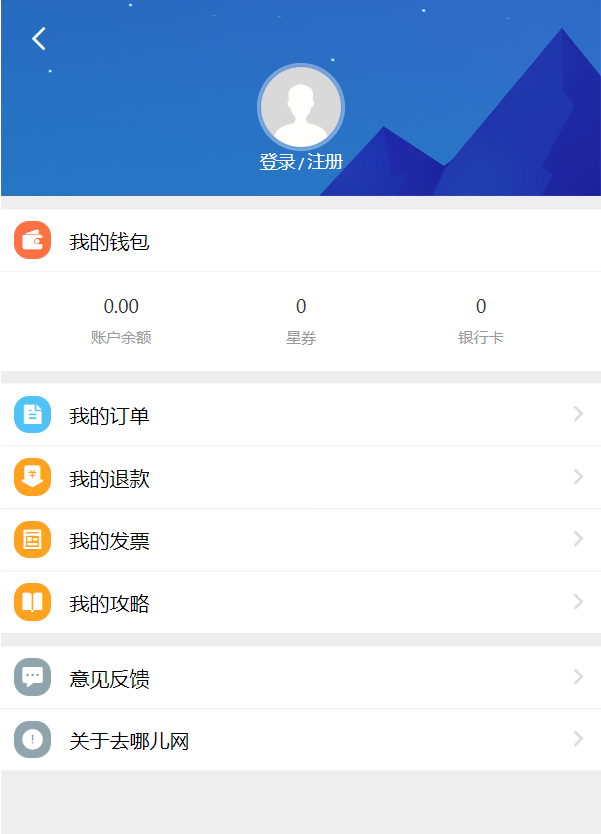 登录/注册
我的钱包
0.00 0 0
账户余额 星券 银行卡
我的订单
¥ 我的退款
我的发票
我的攻略
意见反馈
! 关于去哪儿网